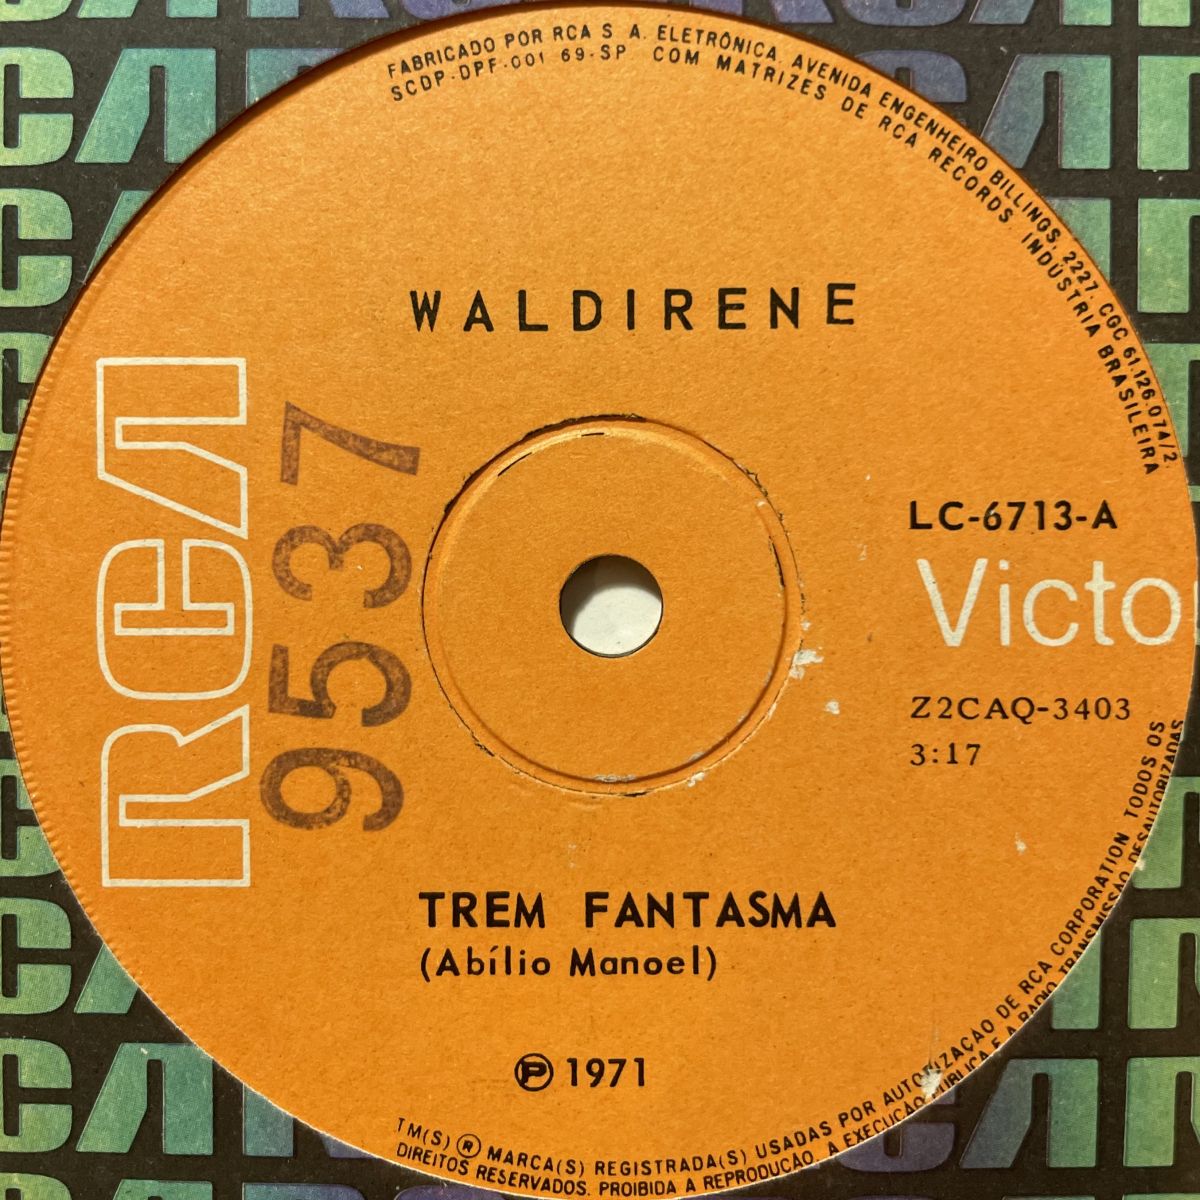 FABRICADO POR RCA S A. ELETRÔNICA. AVENIDA ENGENHEIRO BILLINGS, 2227. CGC 61.126.074/2.
SCDP-DPF-001 69-SP COM MATRIZES DE RCA RECORDS INDÚSTRIA BRASILEIRA
WALDIRENE
RCA
9537
LC-6713-A
Victo
Z2CAQ-3403
3:17
TREM FANTASMA
(Abílio Manoel)
Ⓟ 1971
TM(S) ® MARCA(S) REGISTRADA(S) USADAS POR AUTORIZAÇÃO DE RCA CORPORATION TODOS OS
DIREITOS RESERVADOS. PROIBIDA A REPRODUÇÃO, A EXECUÇÃO PÚBLICA E A RADIO TRANSMISSÃO DESAUTORIZADAS